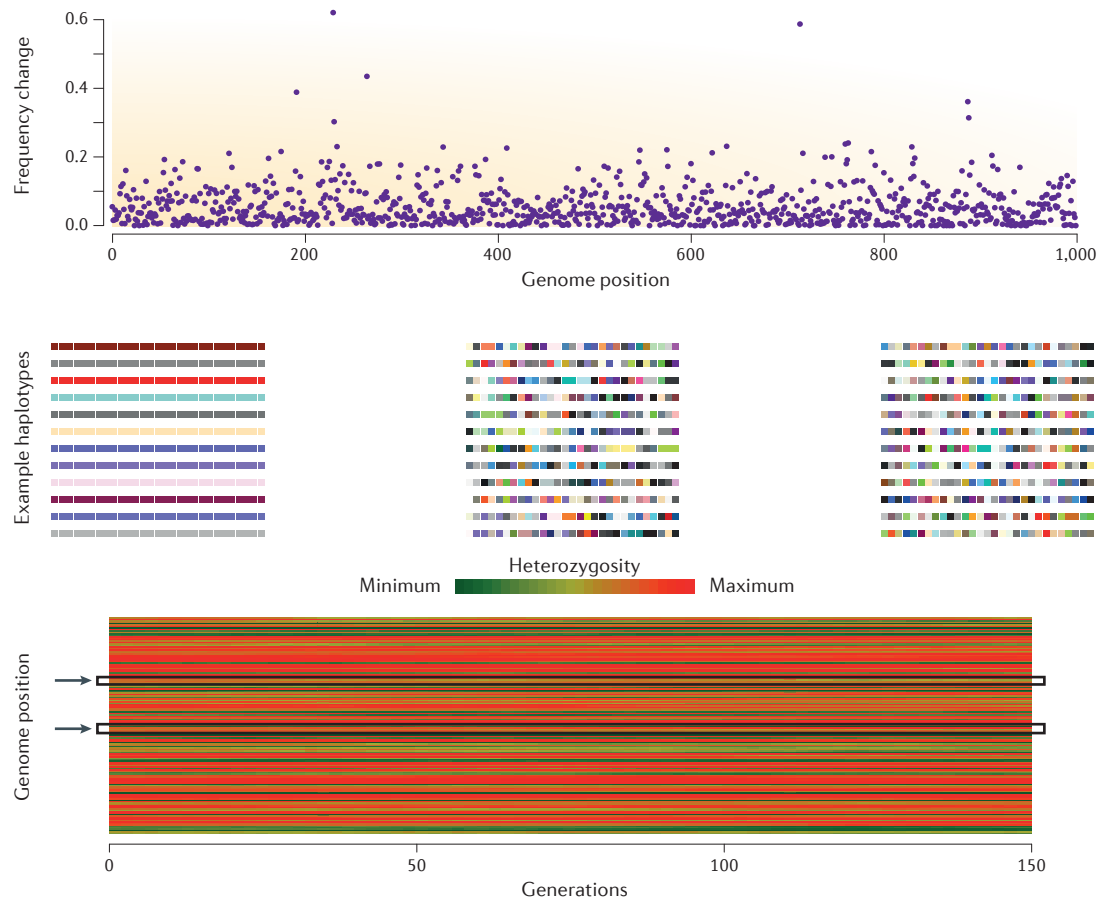 Frequency change
0.6
0.4
0.2
0.0
0 200 400 600 800 1,000
Genome position
Example haplotypes
Heterozygosity
Minimum Maximum
Genome position
0 50 100 150
Generations